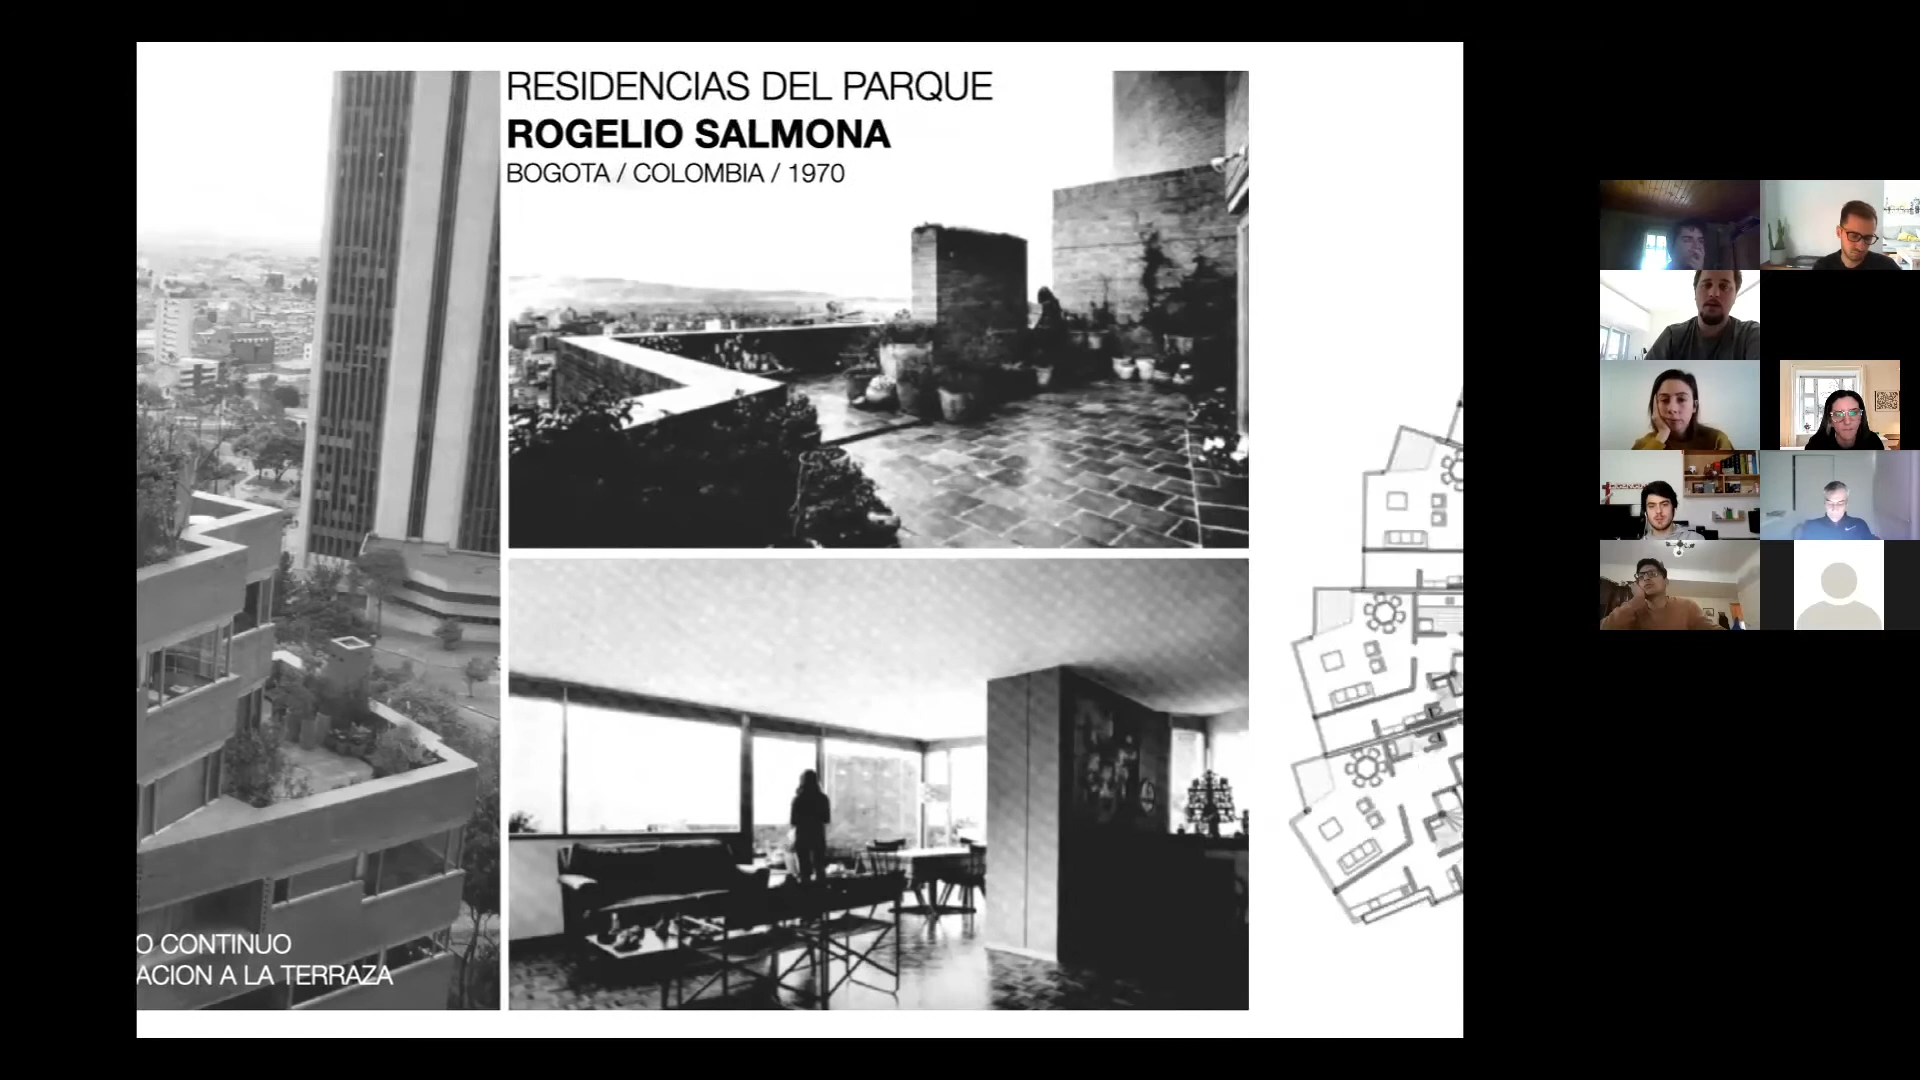 RESIDENCIAS DEL PARQUE
ROGELIO SALMONA
BOGOTA / COLOMBIA / 1970
O CONTINUO
ACION A LA TERRAZA